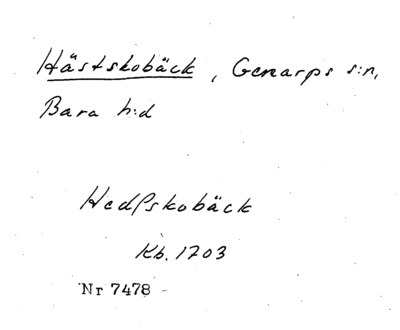 Hästskobäck, Genarps s:n,
Bara h:d
Hedſskobäck
Kb. 1703
Nr 7478